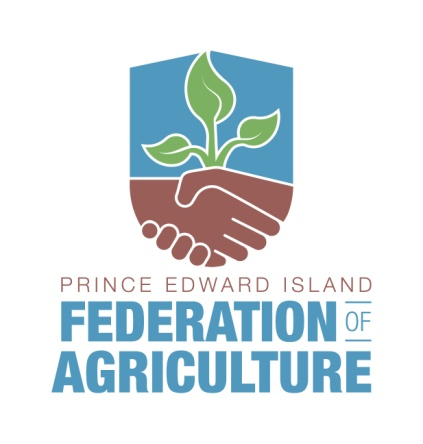 PRINCE EDWARD ISLAND
FEDERATION OF
AGRICULTURE